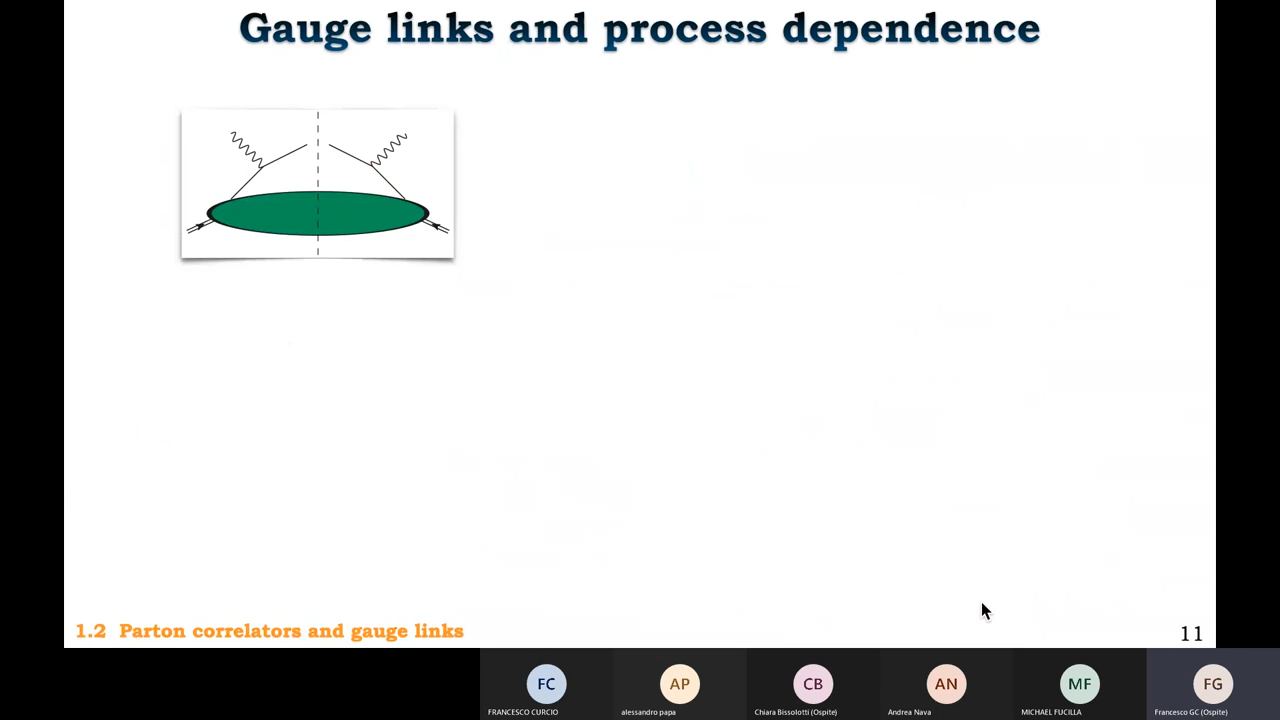 Gauge links and process dependence
1.2 Parton correlators and gauge links
11
FC
AP
CB
AN
MF
FG
FRANCESCO CURCIO
alessandro papa
Chiara Bissolotti (Ospite)
Andrea Nava
MICHAEL FUCILLA
Francesco GC (Ospite)